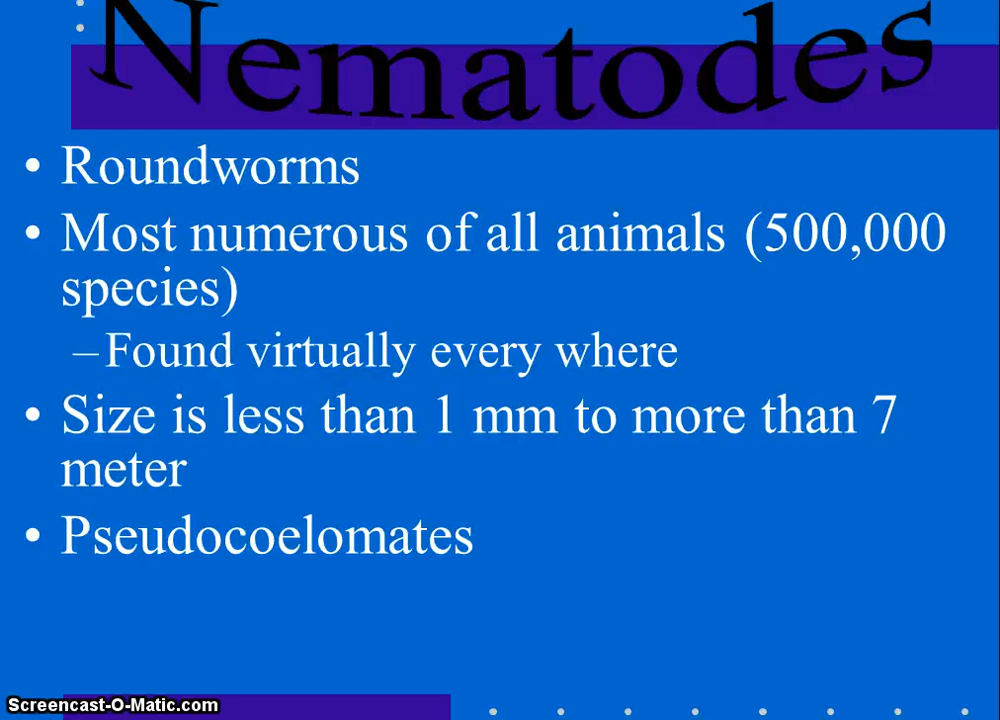 Nematodes
• Roundworms
• Most numerous of all animals (500,000
species)
–Found virtually every where
• Size is less than 1 mm to more than 7
meter
• Pseudocoelomates
Screencast-O-Matic.com